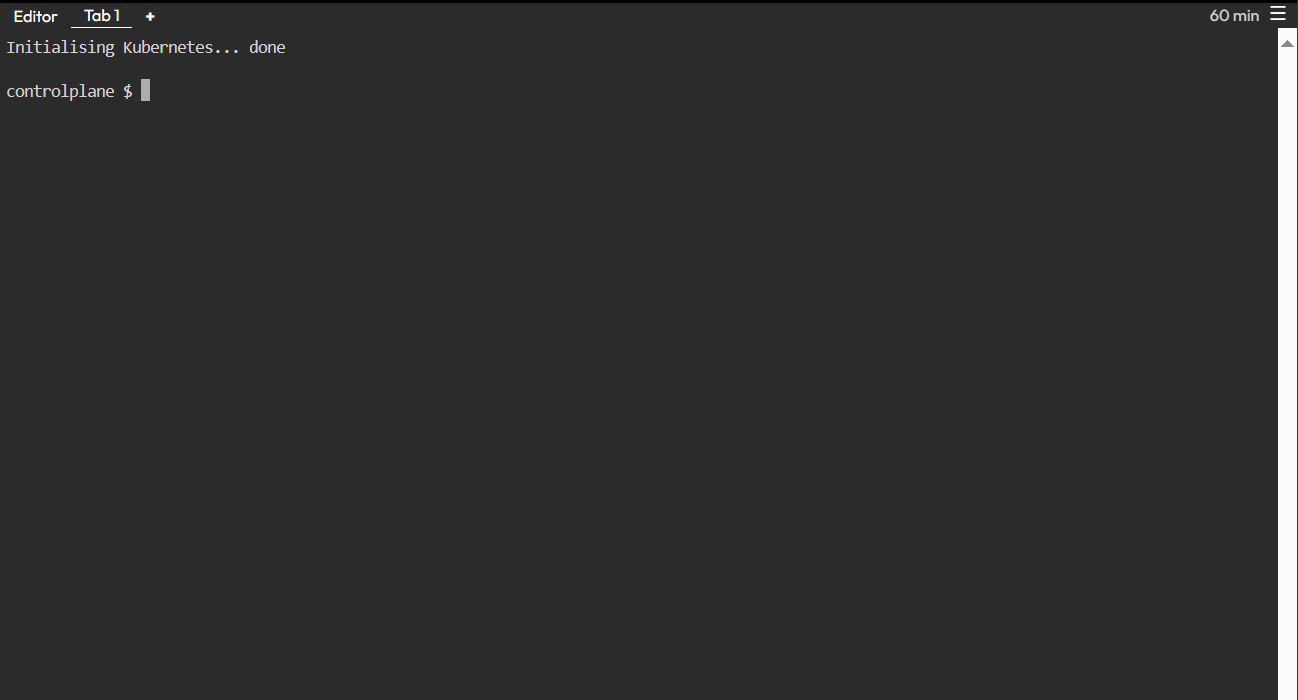 Editor Tab 1 + 60 min
Initialising Kubernetes... done
controlplane $